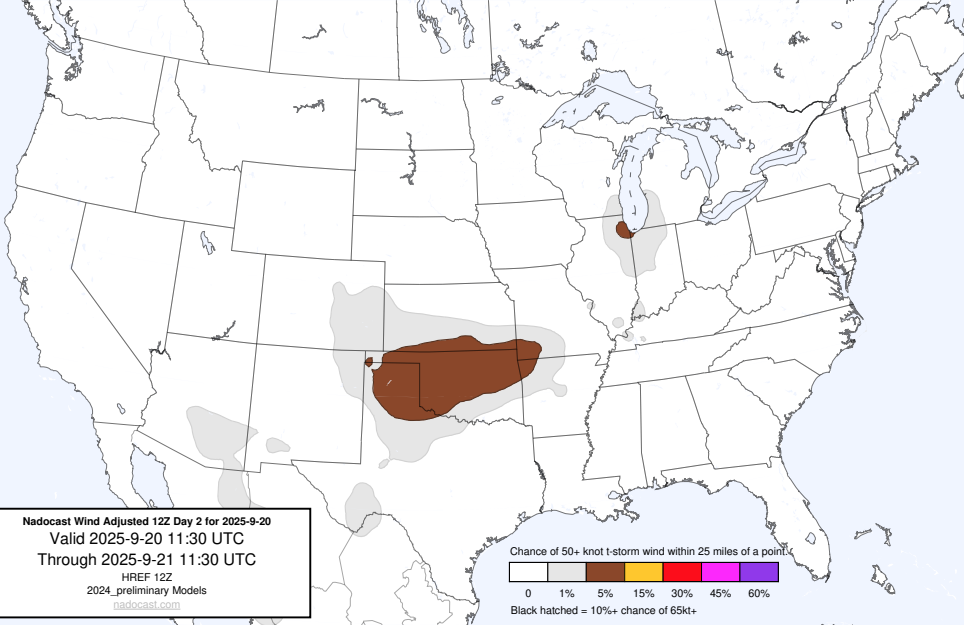 Nadocast Wind Adjusted 12Z Day 2 for 2025-9-20
Valid 2025-9-20 11:30 UTC
Through 2025-9-21 11:30 UTC
HREF 12Z
2024_preliminary Models
nadocast.com
Chance of 50+ knot t-storm wind within 25 miles of a point.
0 1% 5% 15% 30% 45% 60%
Black hatched = 10%+ chance of 65kt+